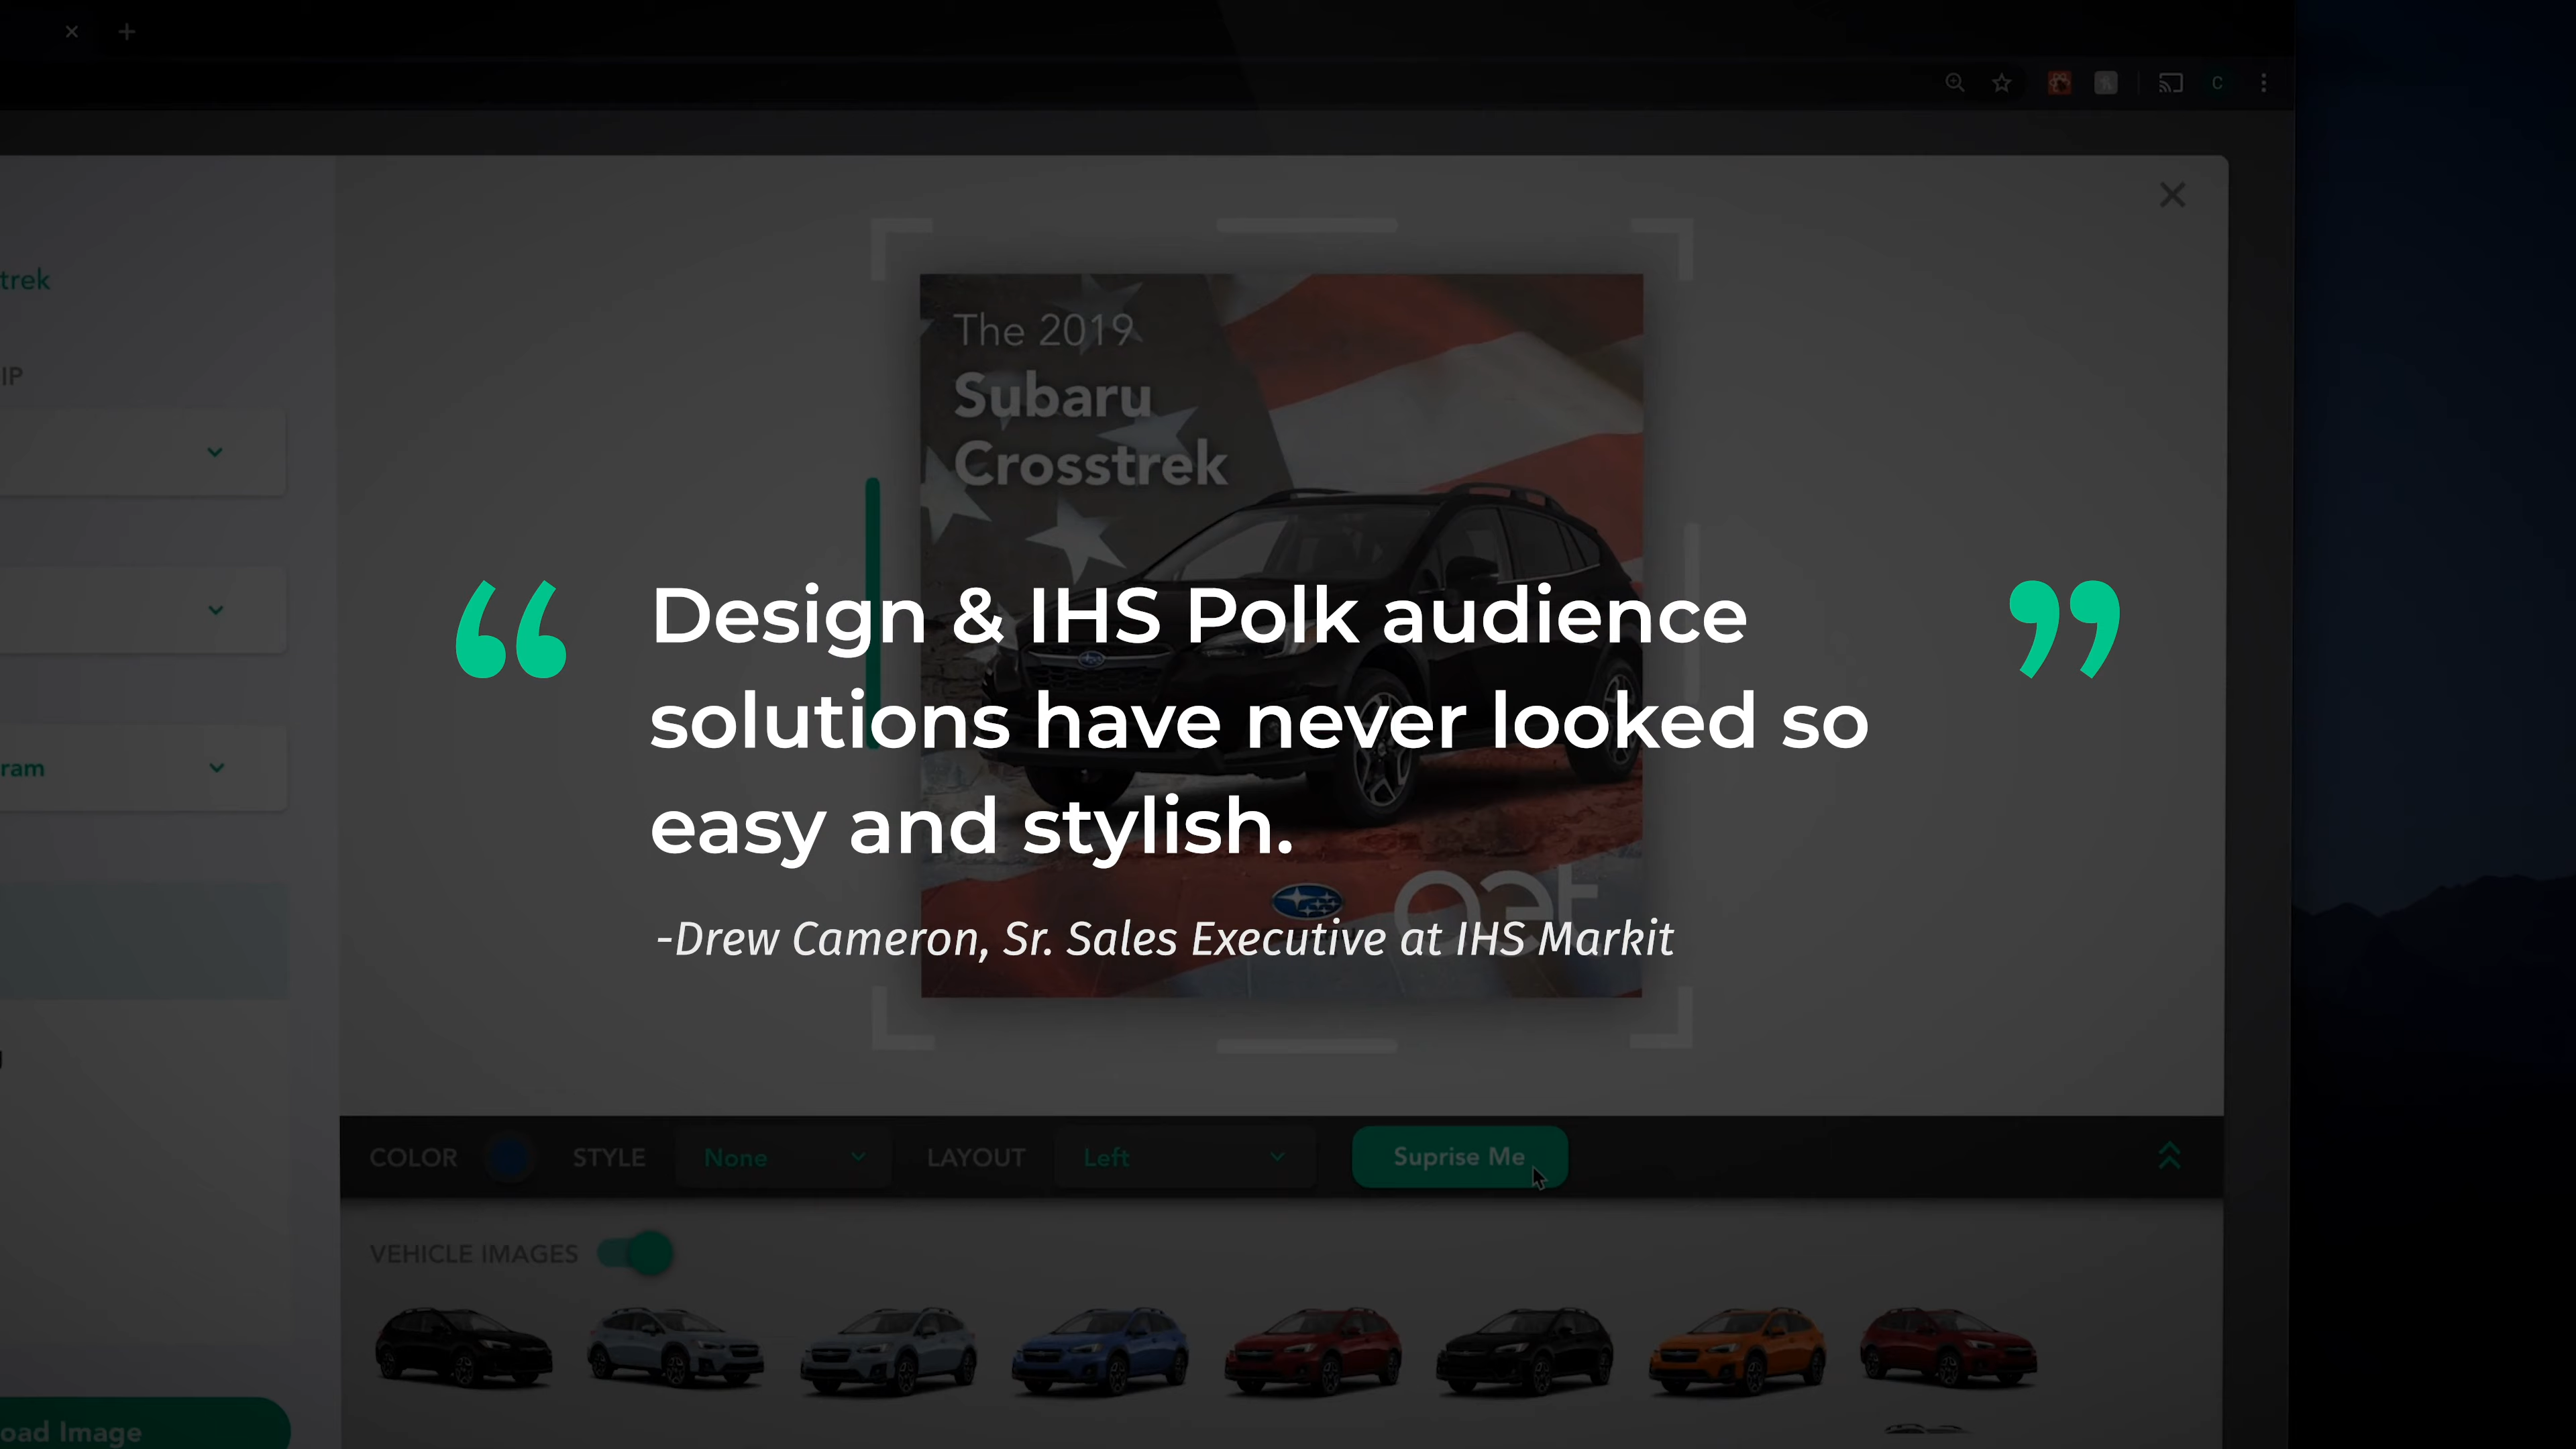 C
trek
IP
ram
oad Image
The 2019
Subaru
Crosstrek
“ Design & IHS Polk audience
solutions have never looked so
easy and stylish. ”
-Drew Cameron, Sr. Sales Executive at IHS Markit
COLOR STYLE None LAYOUT Left Suprise Me
VEHICLE IMAGES